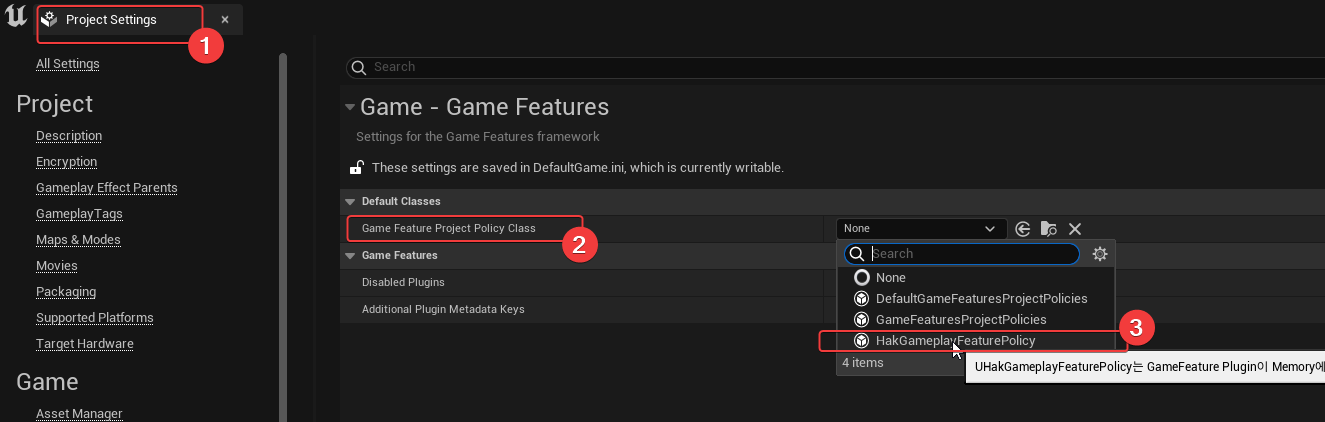 Project Settings
1
All Settings
Project
Description
Encryption
Gameplay Effect Parents
GameplayTags
Maps & Modes
Movies
Packaging
Supported Platforms
Target Hardware
Game
Asset Manager
Search
Game - Game Features
Settings for the Game Features framework
These settings are saved in DefaultGame.ini, which is currently writable.
Default Classes
Game Feature Project Policy Class
2
None
Search
None
DefaultGameFeaturesProjectPolicies
GameFeaturesProjectPolicies
HakGameplayFeaturePolicy
3
4 items
UHakGameplayFeaturePolicy는 GameFeature Plugin이 Memory에
Game Features
Disabled Plugins
Additional Plugin Metadata Keys